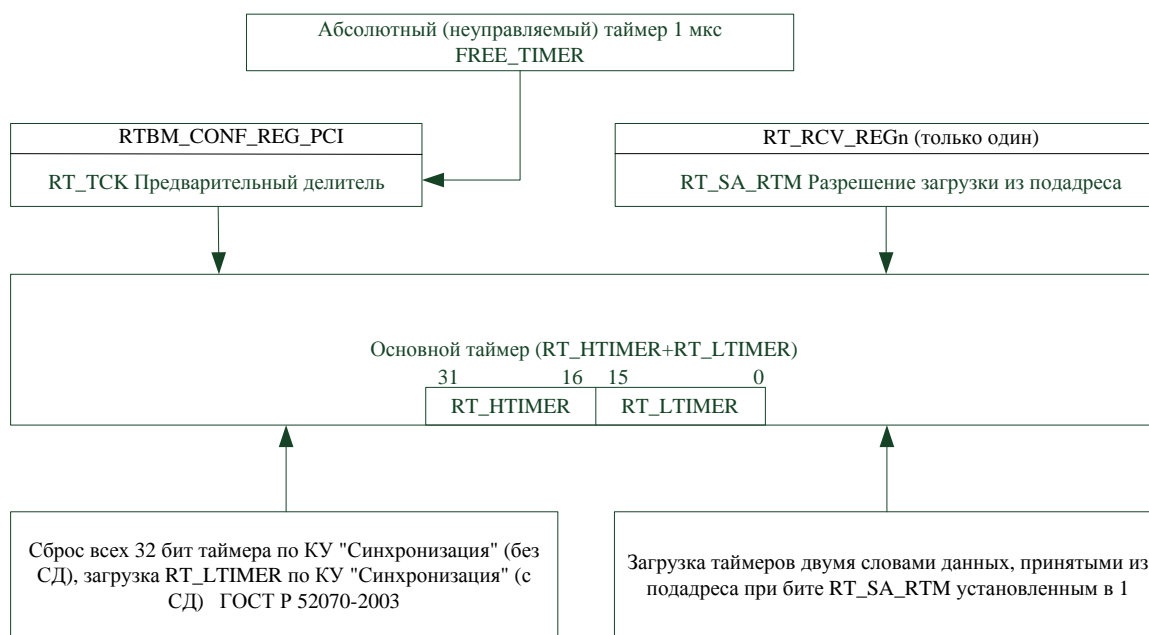 Абсолютный (неуправляемый) таймер 1 мкс
FREE_TIMER
RTBM_CONF_REG_PCI
RT_TCK Предварительный делитель
RT_RCV_REGn (только один)
RT_SA_RTM Разрешение загрузки из подадреса
Основной таймер (RT_HTIMER+RT_LTIMER)
31 16 15 0
RT_HTIMER RT_LTIMER
Сброс всех 32 бит таймера по КУ "Синхронизация" (без
СД), загрузка RT_LTIMER по КУ "Синхронизация" (с
СД) ГОСТ Р 52070-2003
Загрузка таймеров двумя словами данных, принятыми из
подадреса при бите RT_SA_RTM установленным в 1